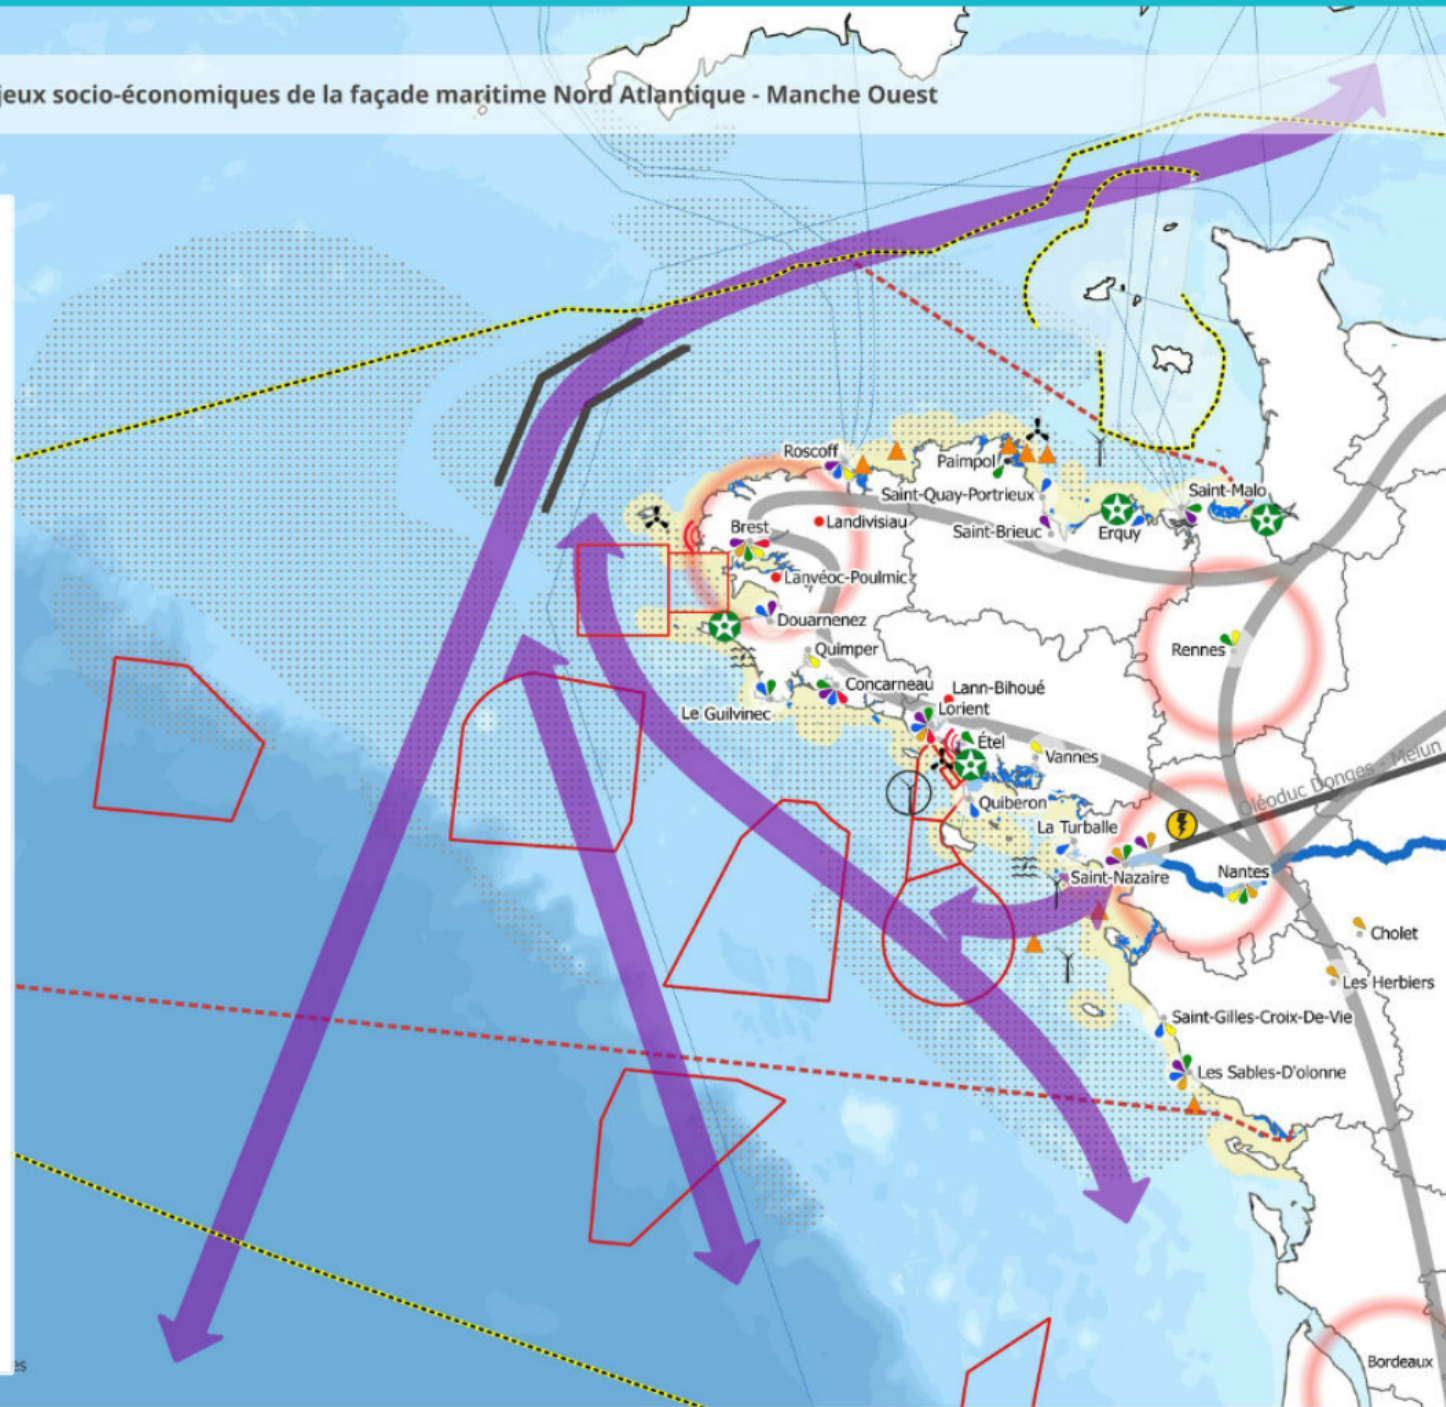 jeux socio-économiques de la façade maritime Nord Atlantique - Manche Ouest
Roscoff
Paimpol
Saint-Quay-Portrieux
Saint-Malo
Landivisiau
Brest
Saint-Brieuc
Erquy
Lanvéoc-Poulmic
Douarnenez
Quimper
Rennes
Concarneau
Lann-Bihoué
Le Guilvinec
Lorient
Étel
Vannes
Oléoduc Donges - Melun
Quiberon
La Turballe
Saint-Nazaire
Nantes
Cholet
Les Herbiers
Saint-Gilles-Croix-De-Vie
Les Sables-D'olonne
Bordeaux
es